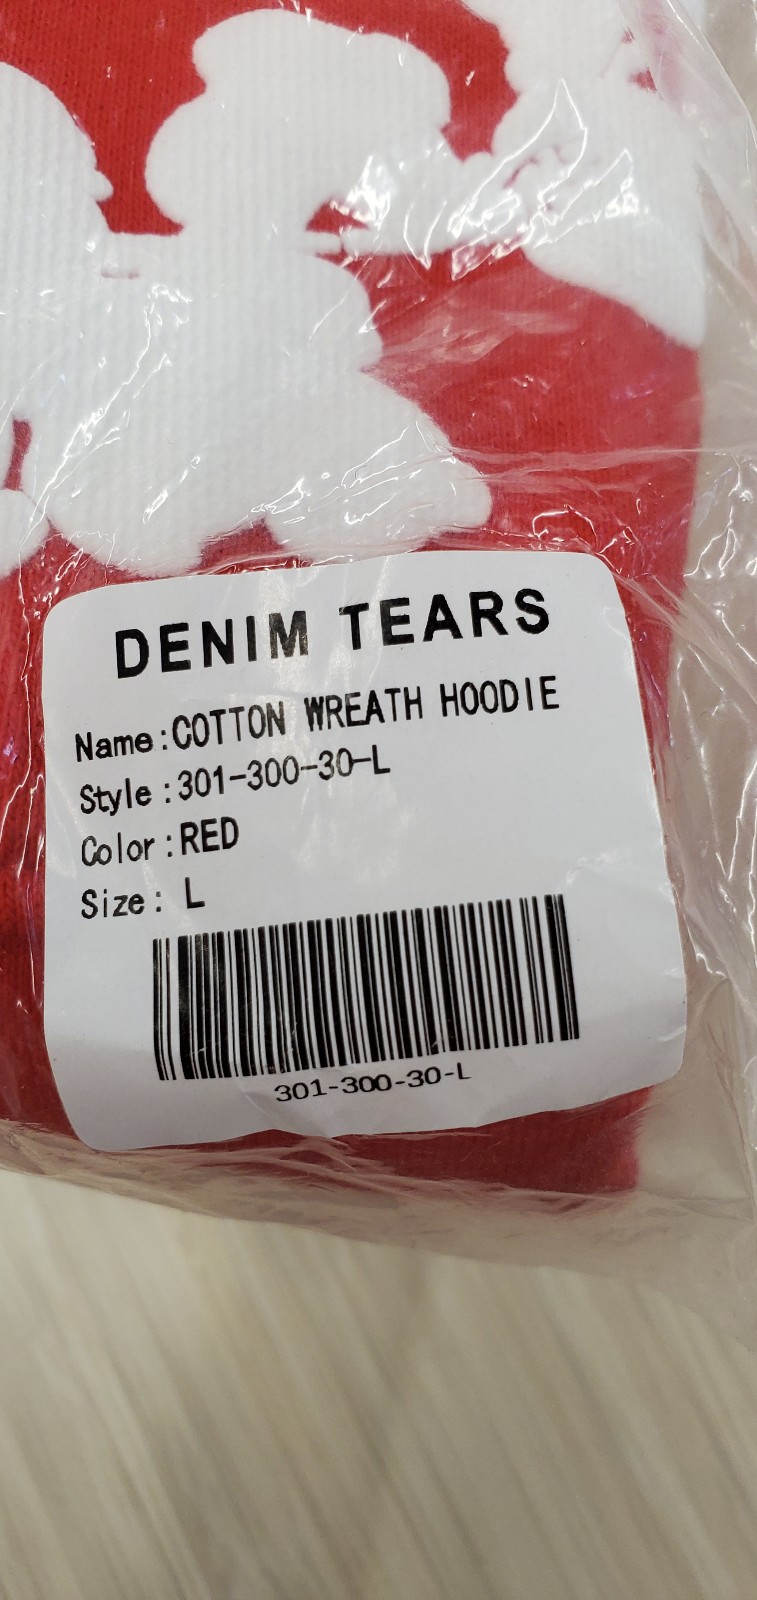 DENIM TEARS
Name:COTTON WREATH HOODIE
Style:301-300-30-L
Color:RED
Size: L
301-300-30-L